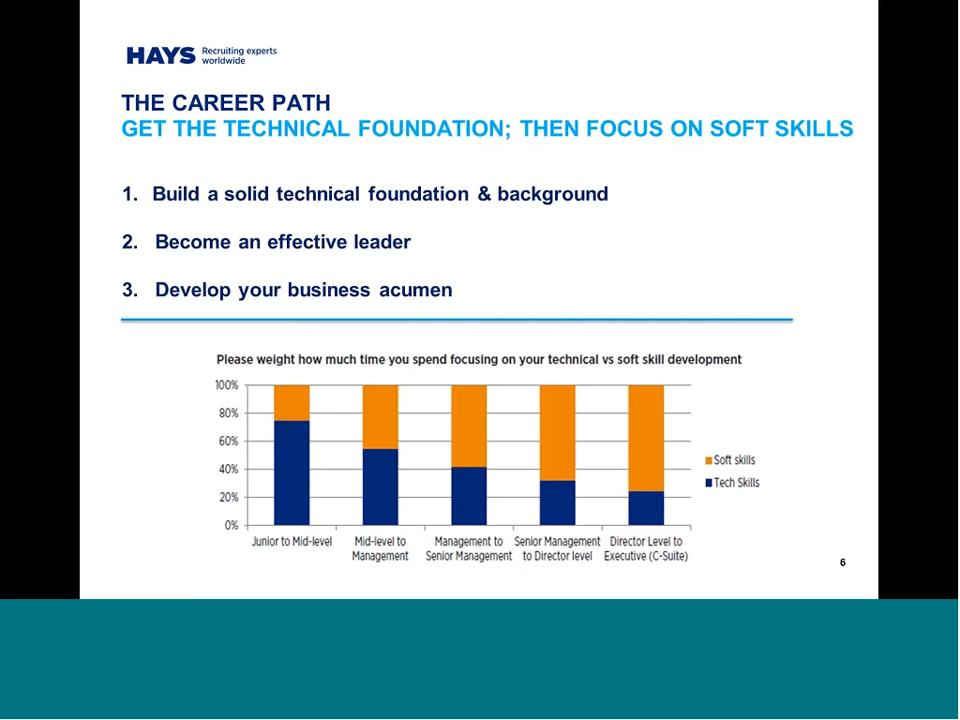 HAYS Recruiting experts
worldwide
THE CAREER PATH
GET THE TECHNICAL FOUNDATION; THEN FOCUS ON SOFT SKILLS
1. Build a solid technical foundation & background
2. Become an effective leader
3. Develop your business acumen
Please weight how much time you spend focusing on your technical vs soft skill development
100%
80%
60%
40%
20%
0%
Soft skills
Tech Skills
Junior to Mid-level
Mid-level to
Management
Management to
Senior Management
Senior Management
to Director level
Director Level to
Executive (C-Suite)
6